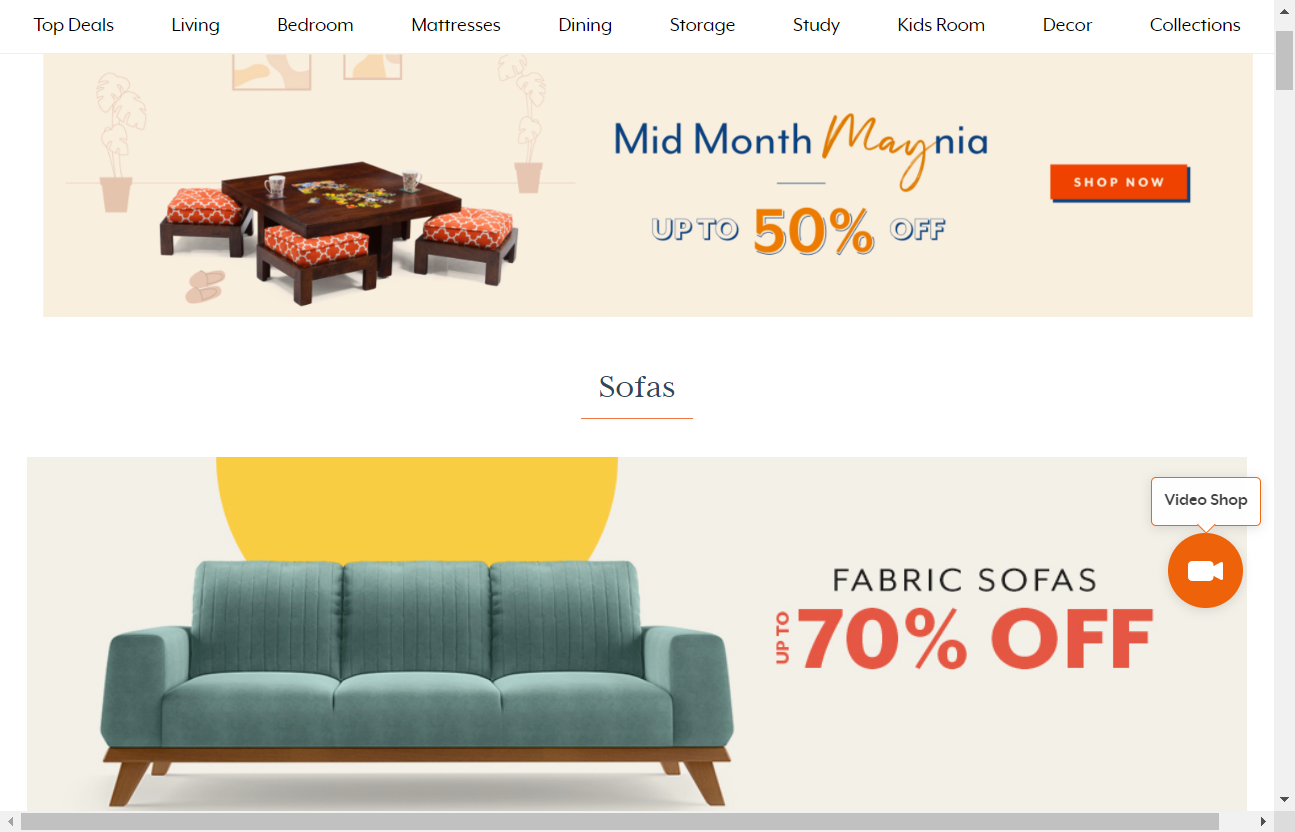 Top Deals Living Bedroom Mattresses Dining Storage Study Kids Room Decor Collections
Mid Month Maynia
UP TO 50% OFF
SHOP NOW
Sofas
Video Shop
FABRIC SOFAS
UP TO 70% OFF